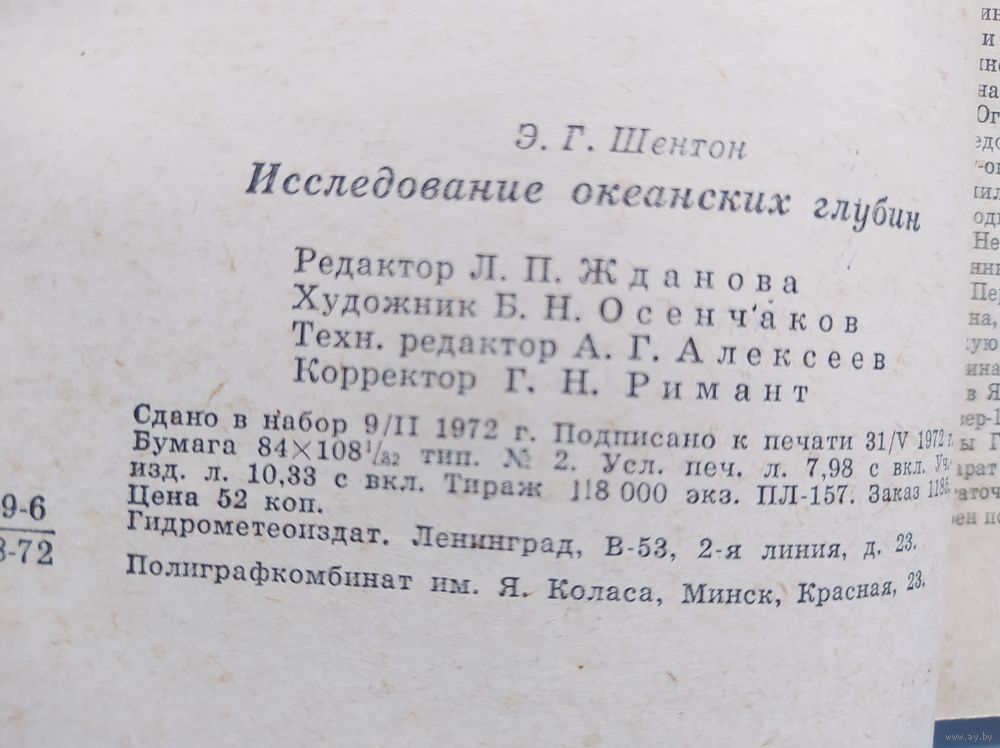 Э. Г. Шентон
Исследование океанских глубин
Редактор Л. П. Жданова
Художник Б. Н. Осенчаков
Техн. редактор А. Г. Алексеев
Корректор Г. Н. Римант
Сдано в набор 9/II 1972 г. Подписано к печати 31/V 1972 г.
Бумага 84×108 1/32 тип. № 2. Усл. печ. л. 7,98 с вкл. Уч.-
изд. л. 10,33 с вкл. Тираж 118 000 экз. ПЛ-157. Заказ
Цена 52 коп.
Гидрометеоиздат. Ленинград, В-53, 2-я линия, д. 23.
Полиграфкомбинат им. Я. Коласа, Минск, Красная, 23.
9-6
8-72
www.ay.by